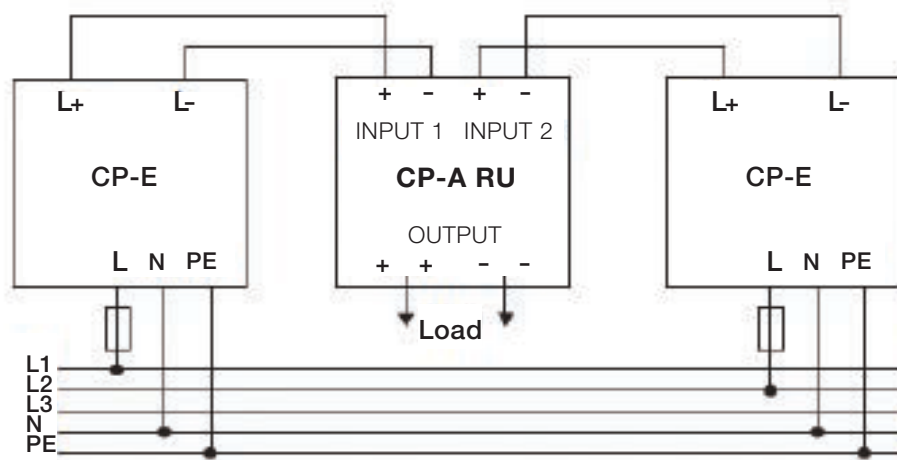 L+ L- + - + - L+ L-
INPUT 1 INPUT 2
CP-E CP-A RU CP-E
OUTPUT
L N PE + + - - L N PE
Load
L1
L2
L3
N
PE